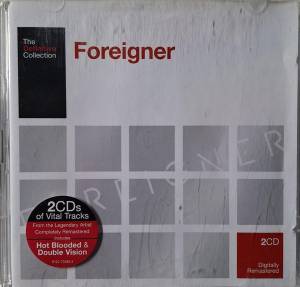 The
Definitive
Collection
Foreigner
FOREIGNER
2CDs
of Vital Tracks
From the Legendary Artist
Completely Remastered
Includes
Hot Blooded &
Double Vision
2CD
Digitally
Remastered